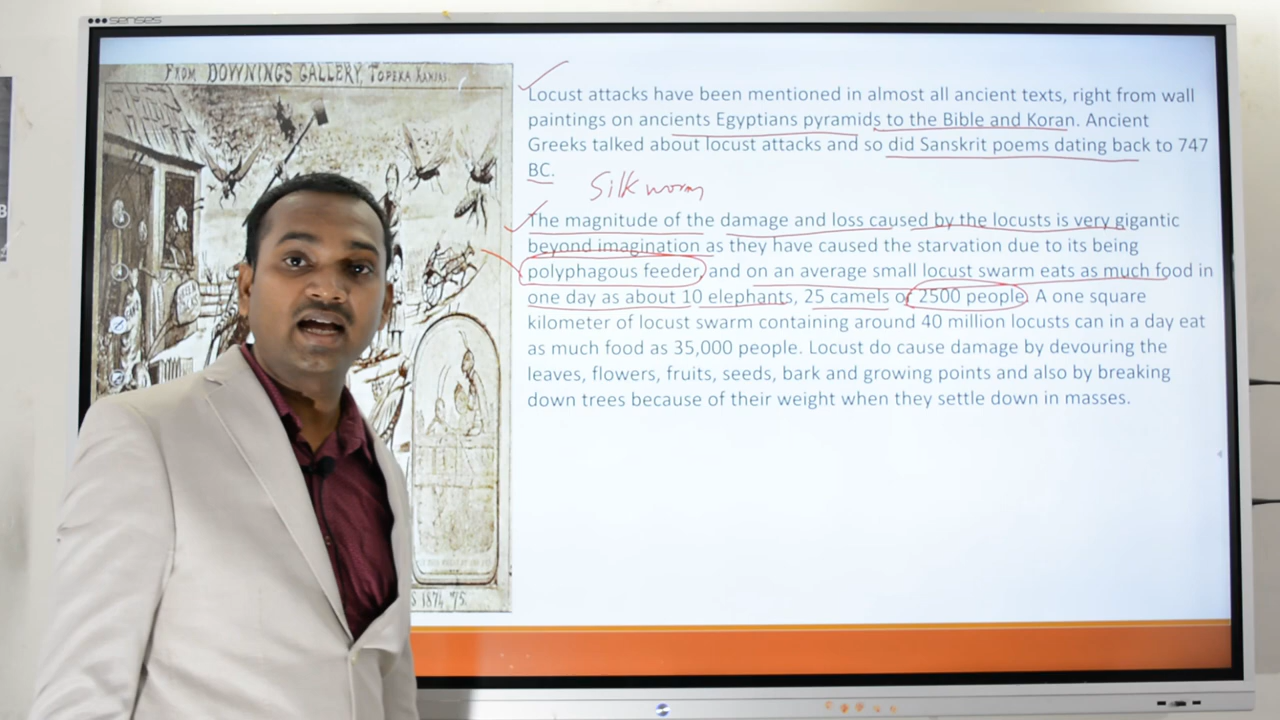 senses
FROM DOWNING'S GALLERY, TOPEKA KANSAS.
Locust attacks have been mentioned in almost all ancient texts, right from wall
paintings on ancients Egyptians pyramids to the Bible and Koran. Ancient
Greeks talked about locust attacks and so did Sanskrit poems dating back to 747
BC.
Silkworm
The magnitude of the damage and loss caused by the locusts is very gigantic
beyond imagination as they have caused the starvation due to its being
polyphagous feeder and on an average small locust swarm eats as much food in
one day as about 10 elephants, 25 camels or 2500 people. A one square
kilometer of locust swarm containing around 40 million locusts can in a day eat
as much food as 35,000 people. Locust do cause damage by devouring the
leaves, flowers, fruits, seeds, bark and growing points and also by breaking
down trees because of their weight when they settle down in masses.
S 1874 '75.